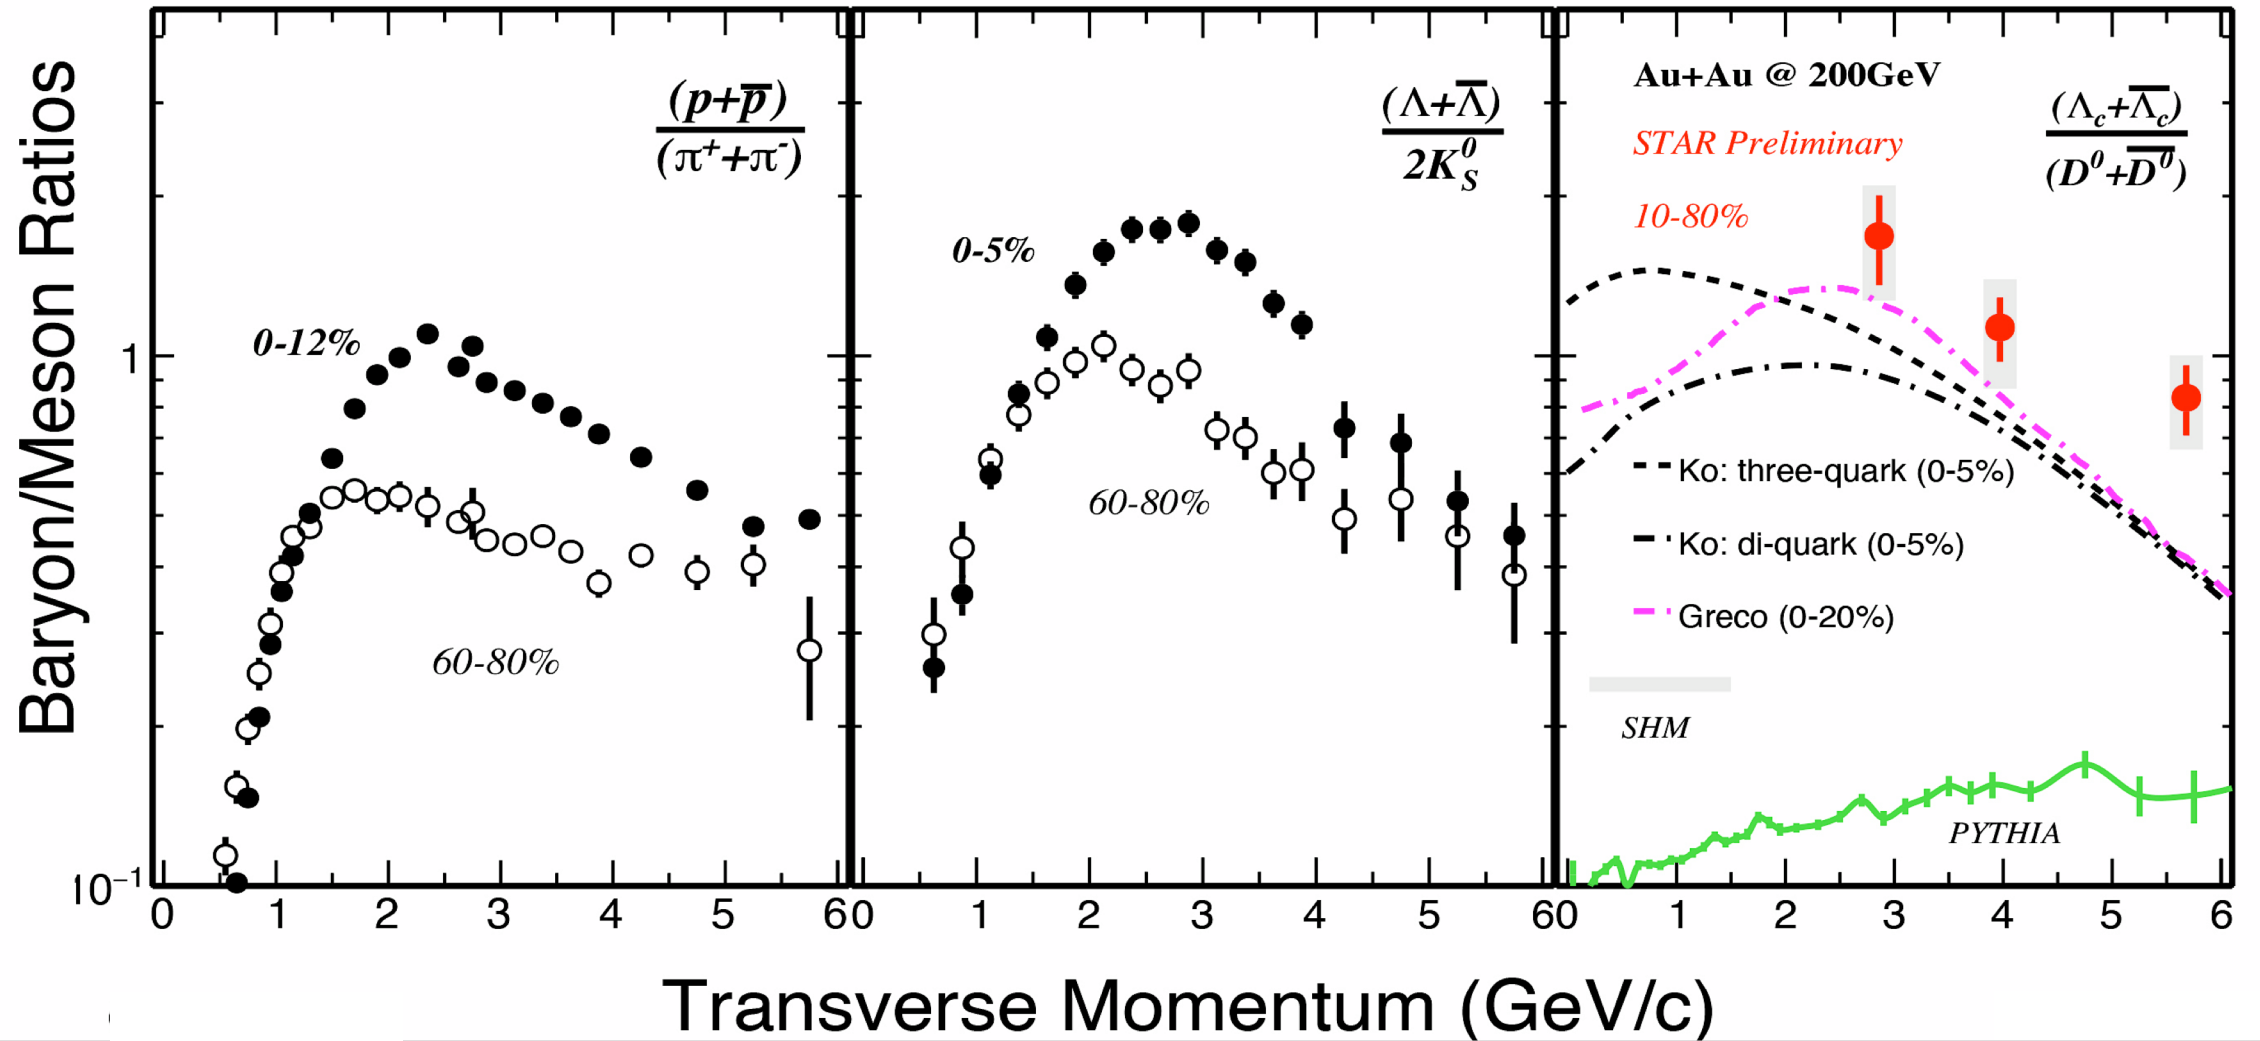 Baryon/Meson Ratios
1
10⁻¹
(p+p̅)
(π⁺+π⁻)
0-12%
60-80%
0 1 2 3 4 5 6
(Λ+Λ̅)
2K⁰_S
0-5%
60-80%
0 1 2 3 4 5 6
Au+Au @ 200GeV
STAR Preliminary
10-80%
(Λ_c+Λ̅_c̅)
(D⁰+D̅⁰̅)
Ko: three-quark (0-5%)
Ko: di-quark (0-5%)
Greco (0-20%)
SHM
PYTHIA
0 1 2 3 4 5 6
Transverse Momentum (GeV/c)